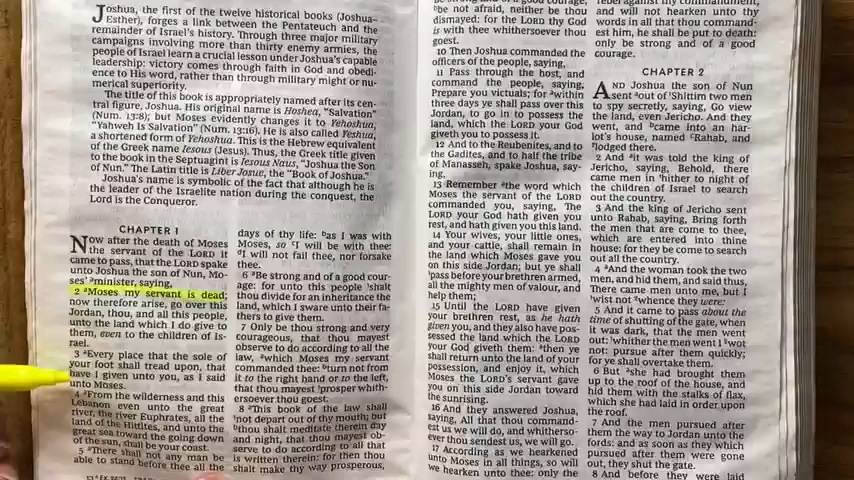 Joshua, the first of the twelve historical books (Joshua–
Esther), forges a link between the Pentateuch and the
remainder of Israel's history. Through three major military
campaigns involving more than thirty enemy armies, the
people of Israel learn a crucial lesson under Joshua's capable
leadership: victory comes through faith in God and obedi-
ence to His word, rather than through military might or nu-
merical superiority.
The title of this book is appropriately named after its cen-
tral figure, Joshua. His original name is Hoshea, "Salvation"
(Num. 13:8); but Moses evidently changes it to Yehoshua,
"Yahweh Is Salvation" (Num. 13:16). He is also called Yeshua,
a shortened form of Yehoshua. This is the Hebrew equivalent
of the Greek name Iesous (Jesus). Thus, the Greek title given
to the book in the Septuagint is Iesous Naus, "Joshua the Son
of Nun." The Latin title is Liber Josue, the "Book of Joshua."
Joshua's name is symbolic of the fact that although he is
the leader of the Israelite nation during the conquest, the
Lord is the Conqueror.
CHAPTER 1
Now after the death of Moses
the servant of the LORD it
came to pass, that the LORD spake
unto Joshua the son of Nun, Mo-
ses' minister, saying,
2 Moses my servant is dead;
now therefore arise, go over this
Jordan, thou, and all this people,
unto the land which I do give to
them, even to the children of Is-
rael.
3 Every place that the sole of
your foot shall tread upon, that
have I given unto you, as I said
unto Moses.
4 From the wilderness and this
Lebanon even unto the great
river, the river Euphrates, all the
land of the Hittites, and unto the
great sea toward the going down
of the sun, shall be your coast.
5 There shall not any man be
able to stand before thee all the
days of thy life: as I was with
Moses, so I will be with thee:
I will not fail thee, nor forsake
thee.
6 Be strong and of a good cour-
age: for unto this people shalt
thou divide for an inheritance the
land, which I sware unto their fa-
thers to give them.
7 Only be thou strong and very
courageous, that thou mayest
observe to do according to all the
law, which Moses my servant
commanded thee: turn not from
it to the right hand or to the left,
that thou mayest prosper whith-
ersoever thou goest.
8 This book of the law shall
not depart out of thy mouth; but
thou shalt meditate therein day
and night, that thou mayest ob-
serve to do according to all that
is written therein: for then thou
shalt make thy way prosperous,
be not afraid, neither be thou
dismayed: for the LORD thy God
is with thee whithersoever thou
goest.
10 Then Joshua commanded the
officers of the people, saying,
11 Pass through the host, and
command the people, saying,
Prepare you victuals; for within
three days ye shall pass over this
Jordan, to go in to possess the
land, which the LORD your God
giveth you to possess it.
12 And to the Reubenites, and to
the Gadites, and to half the tribe
of Manasseh, spake Joshua, say-
ing,
13 Remember the word which
Moses the servant of the LORD
commanded you, saying, The
LORD your God hath given you
rest, and hath given you this land.
14 Your wives, your little ones,
and your cattle, shall remain in
the land which Moses gave you
on this side Jordan; but ye shall
pass before your brethren armed,
all the mighty men of valour, and
help them;
15 Until the LORD have given
your brethren rest, as he hath
given you, and they also have pos-
sessed the land which the LORD
your God giveth them: then ye
shall return unto the land of your
possession, and enjoy it, which
Moses the LORD's servant gave
you on this side Jordan toward
the sunrising.
16 And they answered Joshua,
saying, All that thou command-
est us we will do, and whitherso-
ever thou sendest us, we will go.
17 According as we hearkened
unto Moses in all things, so will
we hearken unto thee: only the
rebel against my commandment,
and will not hearken unto thy
words in all that thou command-
est him, he shall be put to death:
only be strong and of a good
courage.
CHAPTER 2
And Joshua the son of Nun
sent out of Shittim two men
to spy secretly, saying, Go view
the land, even Jericho. And they
went, and came into an har-
lot's house, named Rahab, and
lodged there.
2 And it was told the king of
Jericho, saying, Behold, there
came men in hither to night of
the children of Israel to search
out the country.
3 And the king of Jericho sent
unto Rahab, saying, Bring forth
the men that are come to thee,
which are entered into thine
house: for they be come to search
out all the country.
4 And the woman took the two
men, and hid them, and said thus,
There came men unto me, but I
wist not whence they were:
5 And it came to pass about the
time of shutting of the gate, when
it was dark, that the men went
out: whither the men went I wot
not: pursue after them quickly;
for ye shall overtake them.
6 But she had brought them
up to the roof of the house, and
hid them with the stalks of flax,
which she had laid in order upon
the roof.
7 And the men pursued after
them the way to Jordan unto the
fords: and as soon as they which
pursued after them were gone
out, they shut the gate.
8 And before they were laid